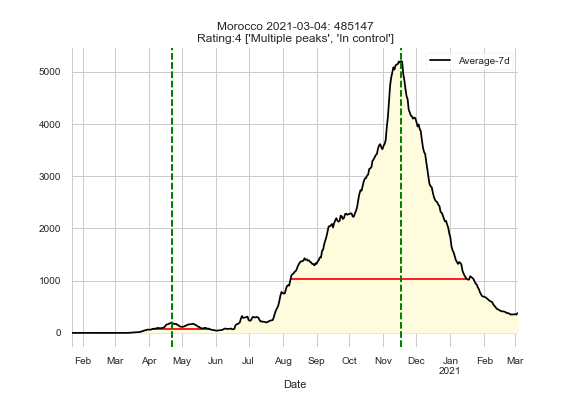 Morocco 2021-03-04: 485147
Rating:4 ['Multiple peaks', 'In control']
Average-7d
5000
4000
3000
2000
1000
0
Feb Mar Apr May Jun Jul Aug Sep Oct Nov Dec Jan Feb Mar
2021
Date